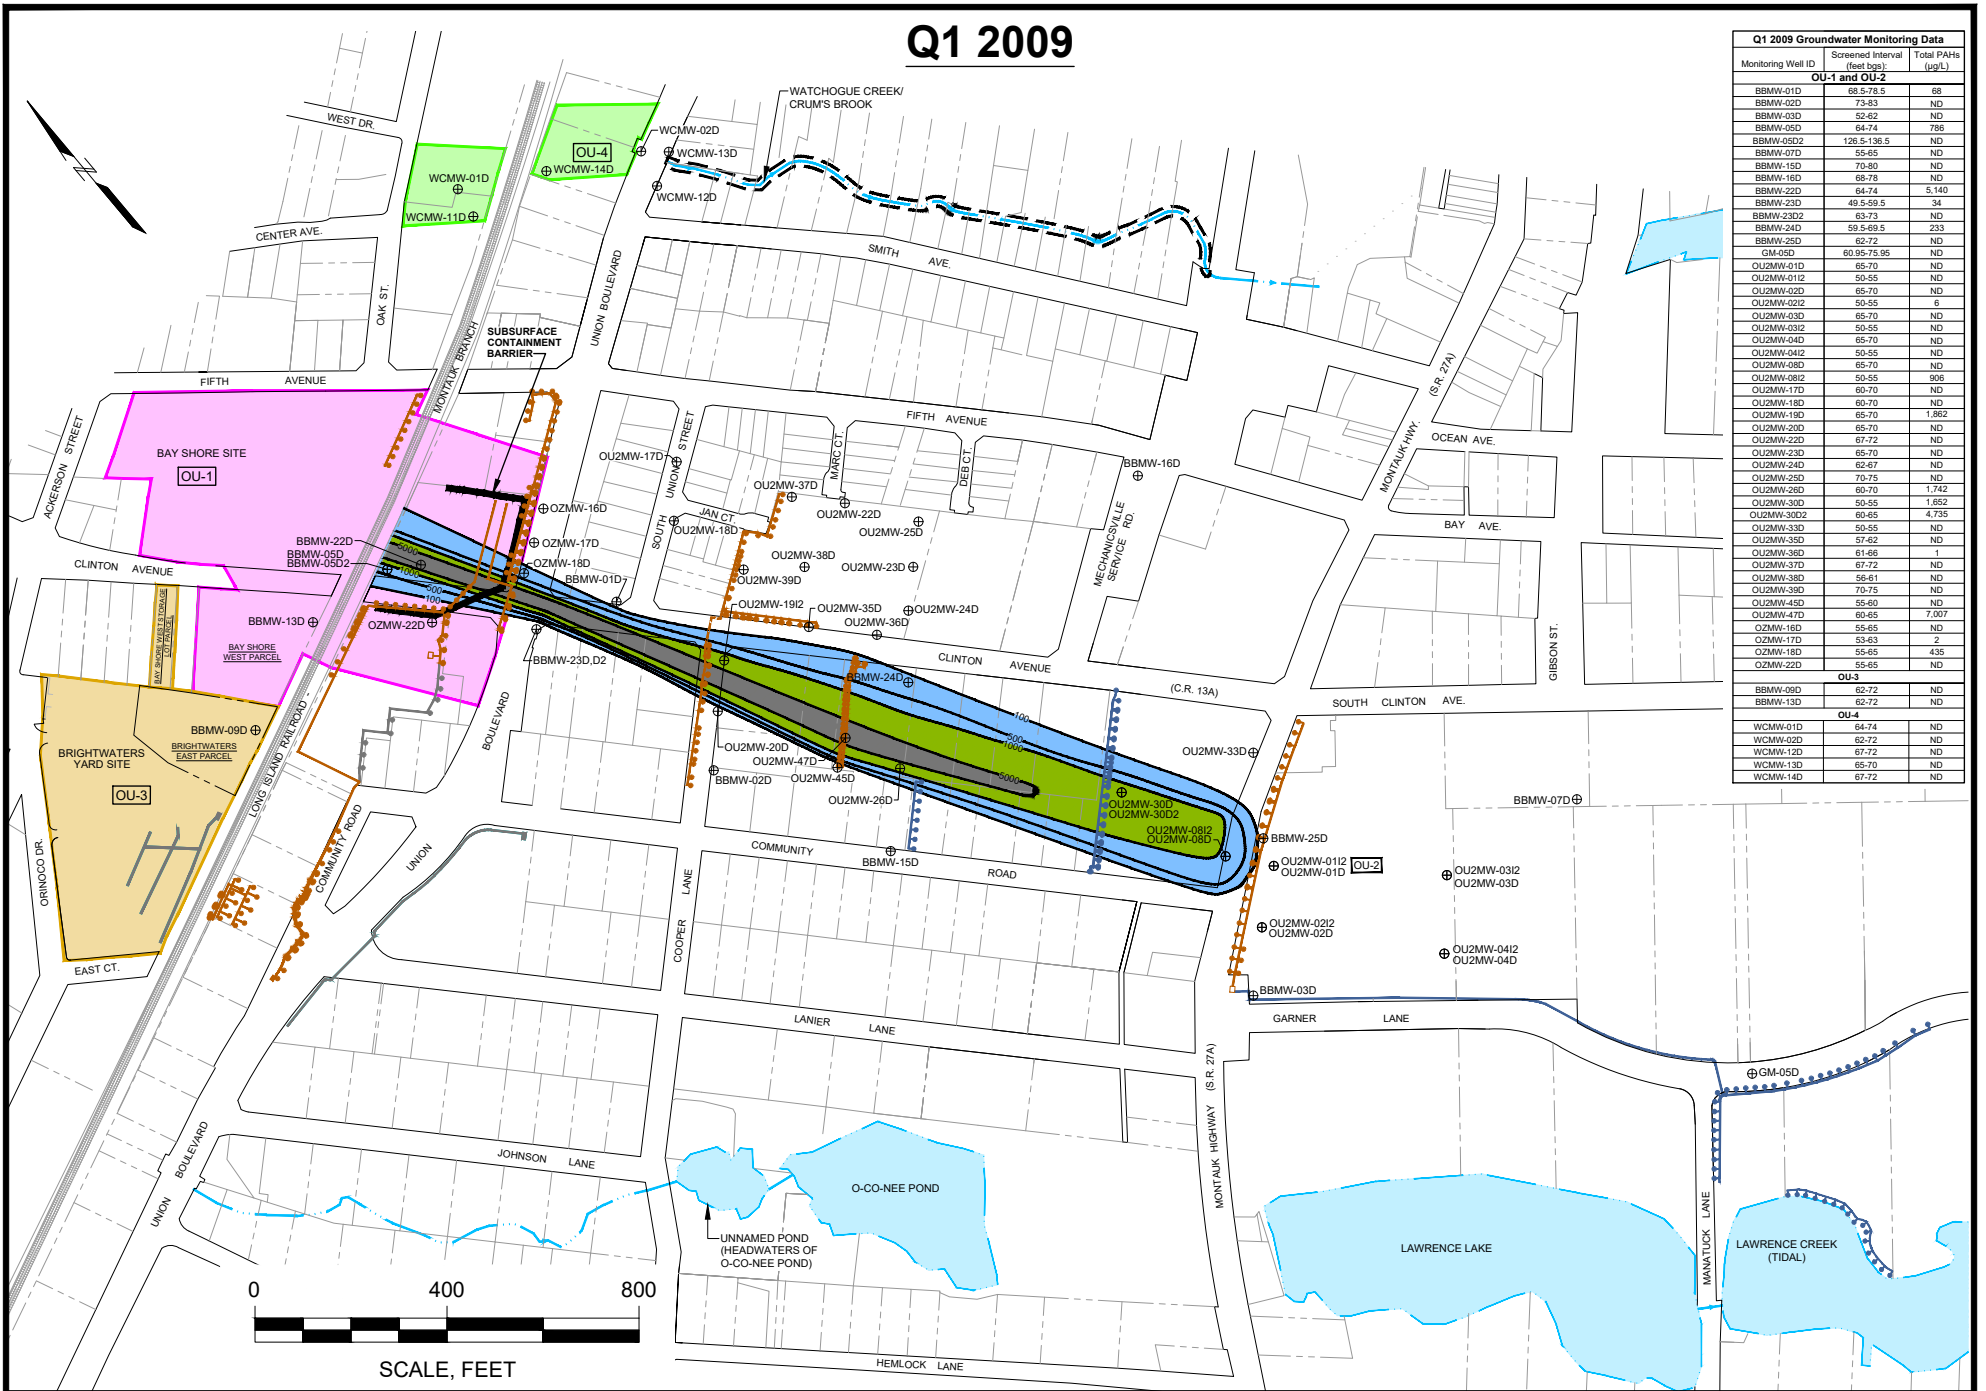 Q1 2009
Q1 2009 Groundwater Monitoring Data
Monitoring Well ID Screened Interval (feet bgs): Total PAHs (µg/L)
OU-1 and OU-2
BBMW-01D 68.5-78.5 68
BBMW-02D 73-83 ND
BBMW-03D 52-62 ND
BBMW-05D 64-74 786
BBMW-05D2 126.5-136.5 ND
BBMW-07D 55-65 ND
BBMW-15D 70-80 ND
BBMW-16D 68-78 ND
BBMW-22D 64-74 5,140
BBMW-23D 49.5-59.5 34
BBMW-23D2 63-73 ND
BBMW-24D 59.5-69.5 233
BBMW-25D 62-72 ND
GM-05D 60.95-75.95 ND
OU2MW-01D 65-70 ND
OU2MW-01I2 50-55 ND
OU2MW-02D 65-70 ND
OU2MW-02I2 50-55 6
OU2MW-03D 65-70 ND
OU2MW-03I2 50-55 ND
OU2MW-04D 65-70 ND
OU2MW-04I2 50-55 ND
OU2MW-08D 65-70 ND
OU2MW-08I2 50-55 906
OU2MW-17D 60-70 ND
OU2MW-18D 60-70 ND
OU2MW-19D 65-70 1,862
OU2MW-20D 65-70 ND
OU2MW-22D 67-72 ND
OU2MW-23D 65-70 ND
OU2MW-24D 62-67 ND
OU2MW-25D 70-75 ND
OU2MW-26D 60-70 1,742
OU2MW-30D 50-55 1,652
OU2MW-30D2 60-65 4,735
OU2MW-33D 50-55 ND
OU2MW-35D 57-62 ND
OU2MW-36D 61-66 1
OU2MW-37D 67-72 ND
OU2MW-38D 56-61 ND
OU2MW-39D 70-75 ND
OU2MW-45D 55-60 ND
OU2MW-47D 60-65 7,007
OZMW-16D 55-65 ND
OZMW-17D 53-63 2
OZMW-18D 55-65 435
OZMW-22D 55-65 ND
OU-3
BBMW-09D 62-72 ND
BBMW-13D 62-72 ND
OU-4
WCMW-01D 64-74 ND
WCMW-02D 62-72 ND
WCMW-12D 67-72 ND
WCMW-13D 65-70 ND
WCMW-14D 67-72 ND
WATCHOGUE CREEK/
CRUM'S BROOK
WEST DR.
N
WCMW-02D
OU-4
WCMW-13D
WCMW-14D
WCMW-01D
WCMW-12D
WCMW-11D
CENTER AVE.
SMITH AVE.
OAK ST.
UNION BOULEVARD
MONTAUK BRANCH
SUBSURFACE
CONTAINMENT
BARRIER
FIFTH AVENUE
FIFTH AVENUE
(S.R. 27A)
MONTAUK HWY.
OCEAN AVE.
BAY AVE.
ACKERSON STREET
BAY SHORE SITE
OU-1
SOUTH UNION STREET
MARC CT.
DEB CT.
JAN CT.
OU2MW-17D
BBMW-16D
OU2MW-37D
OU2MW-22D
OU2MW-25D
OU2MW-18D
OZMW-16D
OZMW-17D
OZMW-18D
BBMW-01D
OU2MW-38D
OU2MW-39D
OU2MW-23D
MECHANICSVILLE
SERVICE RD.
BBMW-22D
BBMW-05D
BBMW-05D2
5000
1000
500
100
CLINTON AVENUE
OU2MW-19I2
OU2MW-35D
OU2MW-24D
OU2MW-36D
BBMW-13D
OZMW-22D
BAY SHORE WEST STORAGE
LOT PARCEL
BAY SHORE
WEST PARCEL
BBMW-23D,D2
CLINTON AVENUE
(C.R. 13A)
GIBSON ST.
SOUTH CLINTON AVE.
BBMW-24D
100
500
1000
5000
BBMW-09D
BRIGHTWATERS
YARD SITE
BRIGHTWATERS
EAST PARCEL
OU-3
LONG ISLAND RAILROAD
BOULEVARD
OU2MW-20D
OU2MW-47D
BBMW-02D
OU2MW-45D
OU2MW-26D
OU2MW-33D
OU2MW-30D
OU2MW-30D2
OU2MW-08I2
OU2MW-08D
BBMW-07D
BBMW-25D
OU2MW-01I2
OU2MW-01D
OU-2
OU2MW-03I2
OU2MW-03D
OU2MW-02I2
OU2MW-02D
OU2MW-04I2
OU2MW-04D
BBMW-03D
BBMW-15D
COMMUNITY ROAD
COMMUNITY ROAD
UNION
COOPER LANE
ORINOCO DR.
EAST CT.
LANIER LANE
GARNER LANE
GM-05D
MONTAUK HIGHWAY (S.R. 27A)
UNION BOULEVARD
JOHNSON LANE
O-CO-NEE POND
UNNAMED POND
(HEADWATERS OF
O-CO-NEE POND)
LAWRENCE LAKE
MANATUCK LANE
LAWRENCE CREEK
(TIDAL)
HEMLOCK LANE
0 400 800
SCALE, FEET